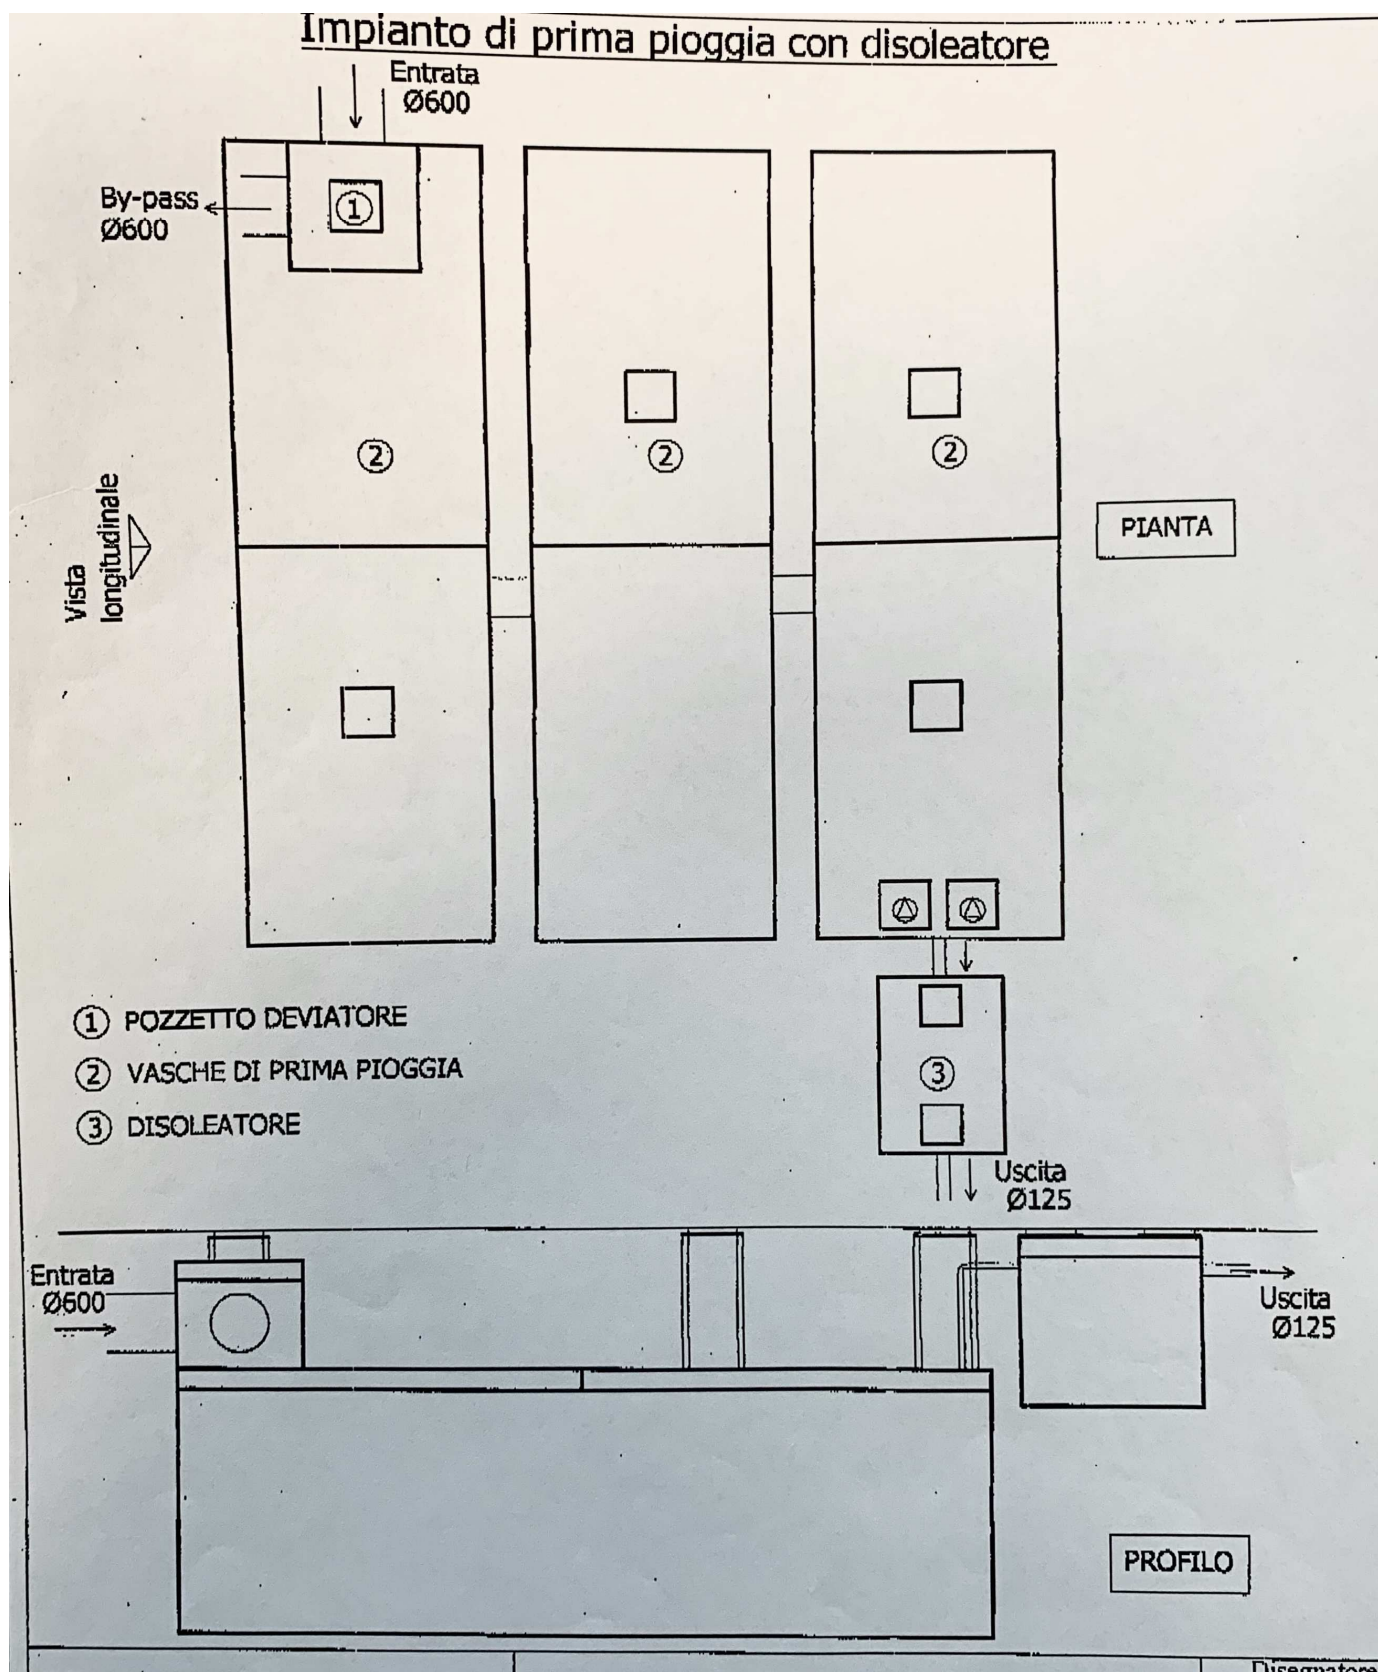 Impianto di prima pioggia con disoleatore
Entrata
Ø600
By-pass
Ø600
1
2
2
2
Vista
longitudinale
PIANTA
1 POZZETTO DEVIATORE
2 VASCHE DI PRIMA PIOGGIA
3 DISOLEATORE
3
Uscita
Ø125
Entrata
Ø600
Uscita
Ø125
PROFILO
Disegnatore